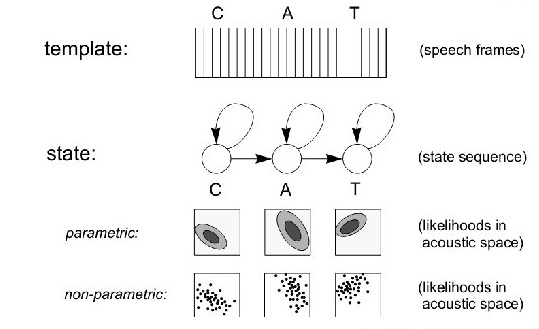 C A T
template: (speech frames)
state: (state sequence)
C A T
parametric: (likelihoods in
acoustic space)
non-parametric: (likelihoods in
acoustic space)